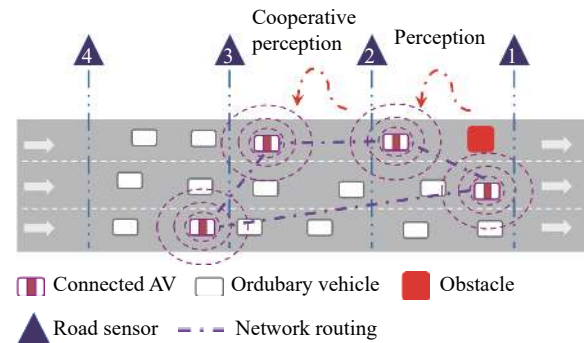 Cooperative
perception
Perception
4
3
2
1
Connected AV
Ordubary vehicle
Obstacle
Road sensor
Network routing